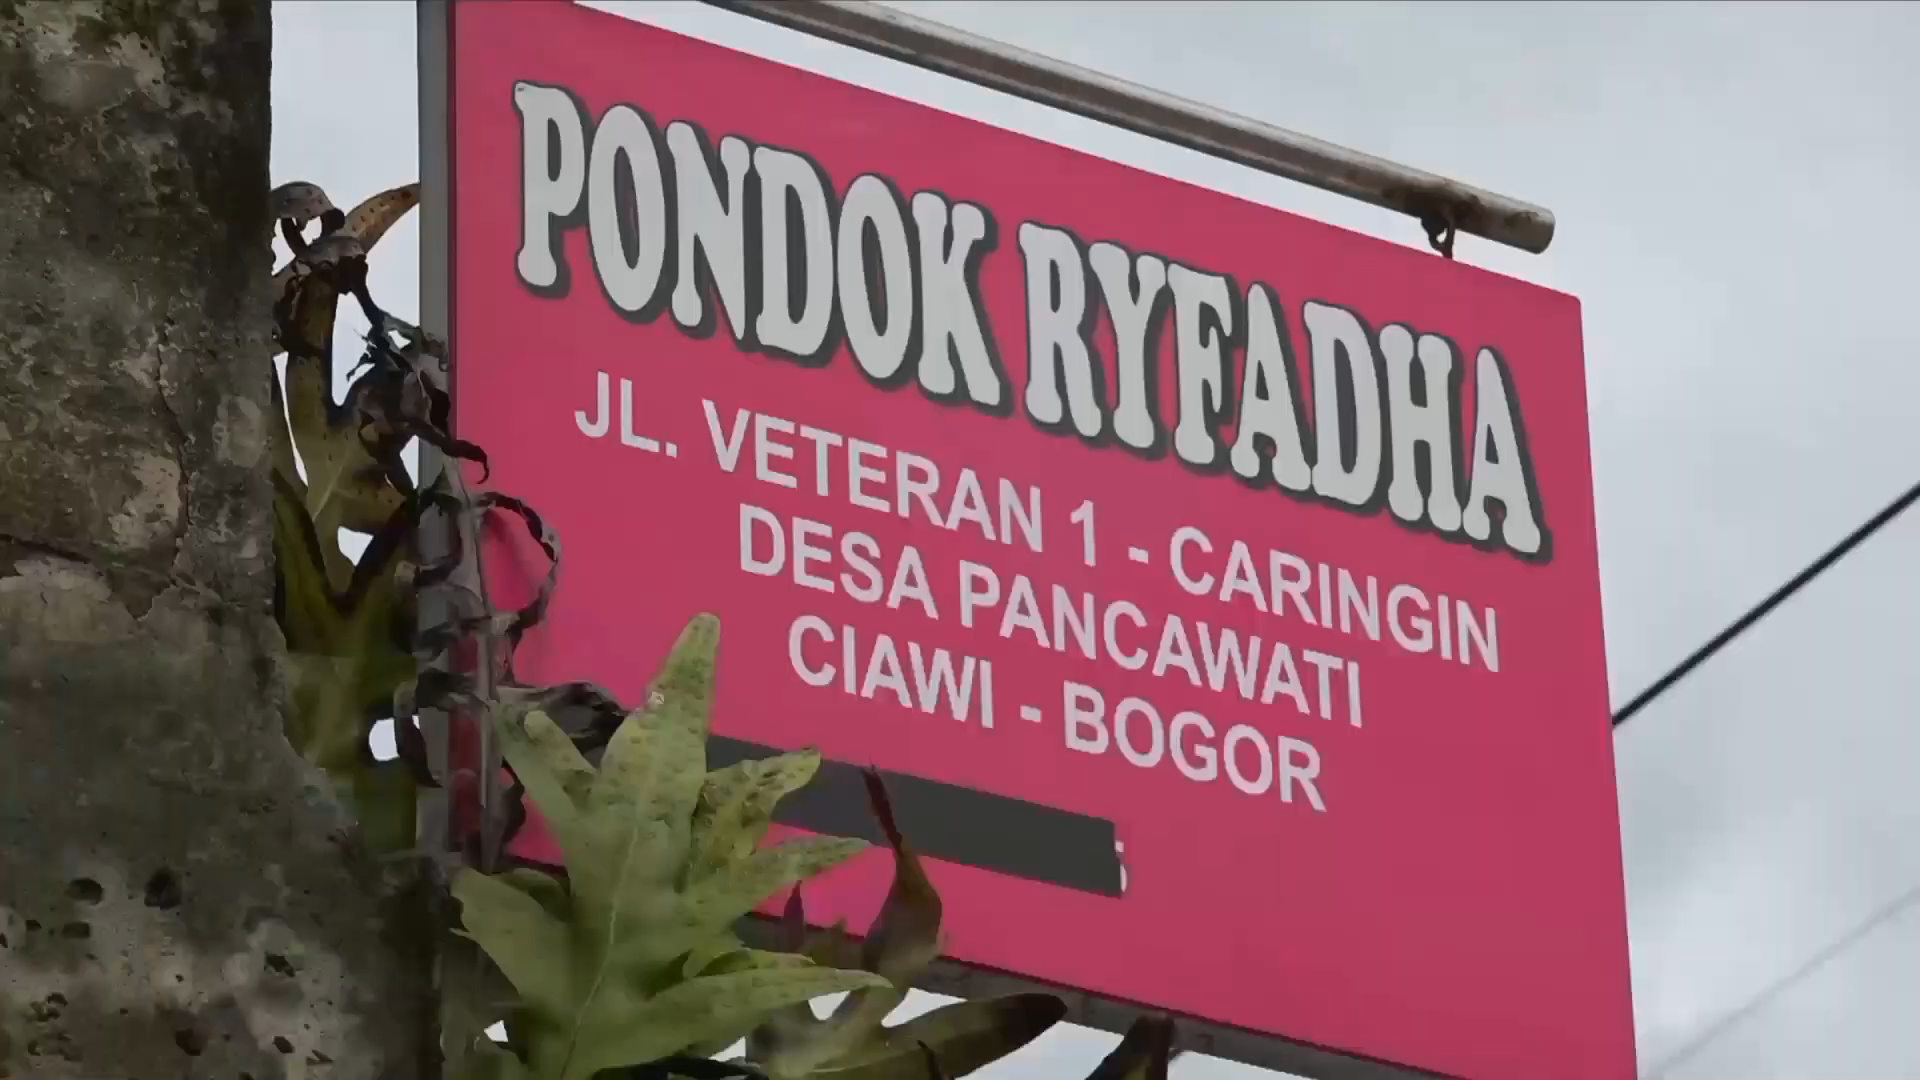 PONDOK RYFADHA
JL. VETERAN 1 - CARINGIN
DESA PANCAWATI
CIAWI - BOGOR